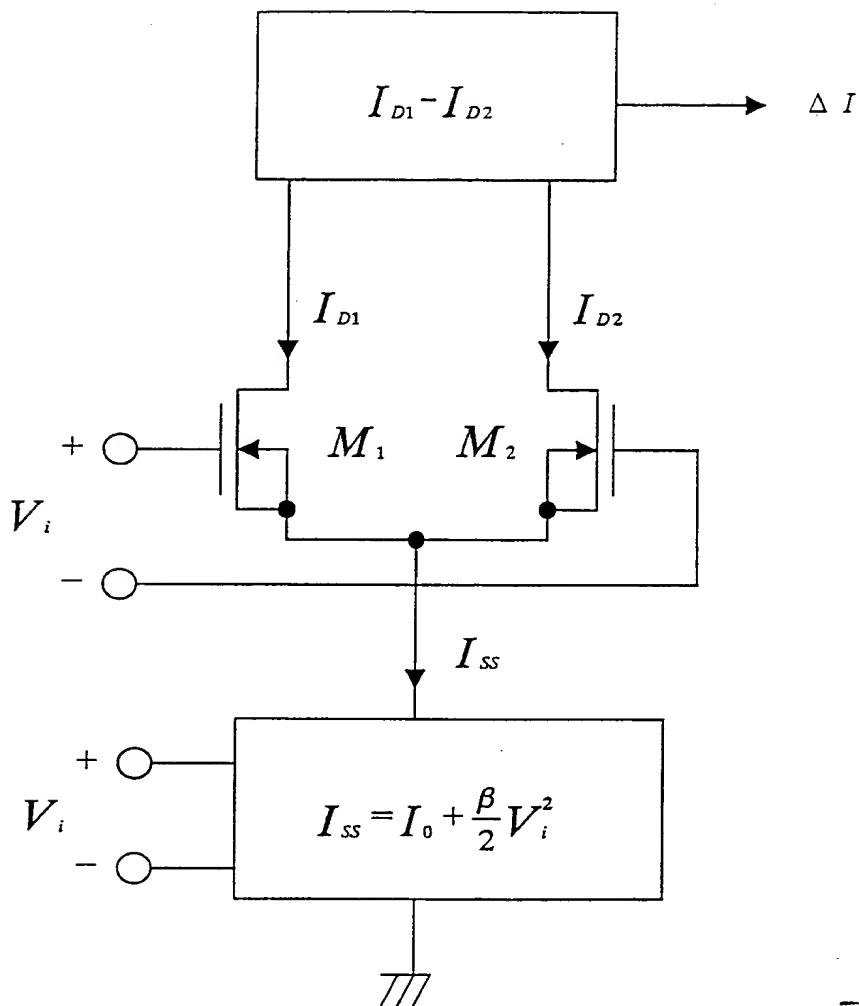 I_{D1} − I_{D2}
Δ I
I_{D1}
I_{D2}
+
M_1
M_2
V_i
−
I_{SS}
+
V_i
−
I_{SS} = I_0 + \frac{β}{2} V_i^2